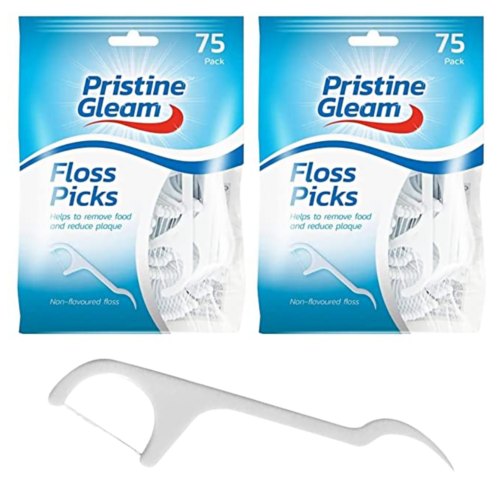 75
Pack
Pristine
Gleam
Floss
Picks
Helps to remove food
and reduce plaque
Non-flavoured floss
75
Pack
Pristine
Gleam
Floss
Picks
Helps to remove food
and reduce plaque
Non-flavoured floss